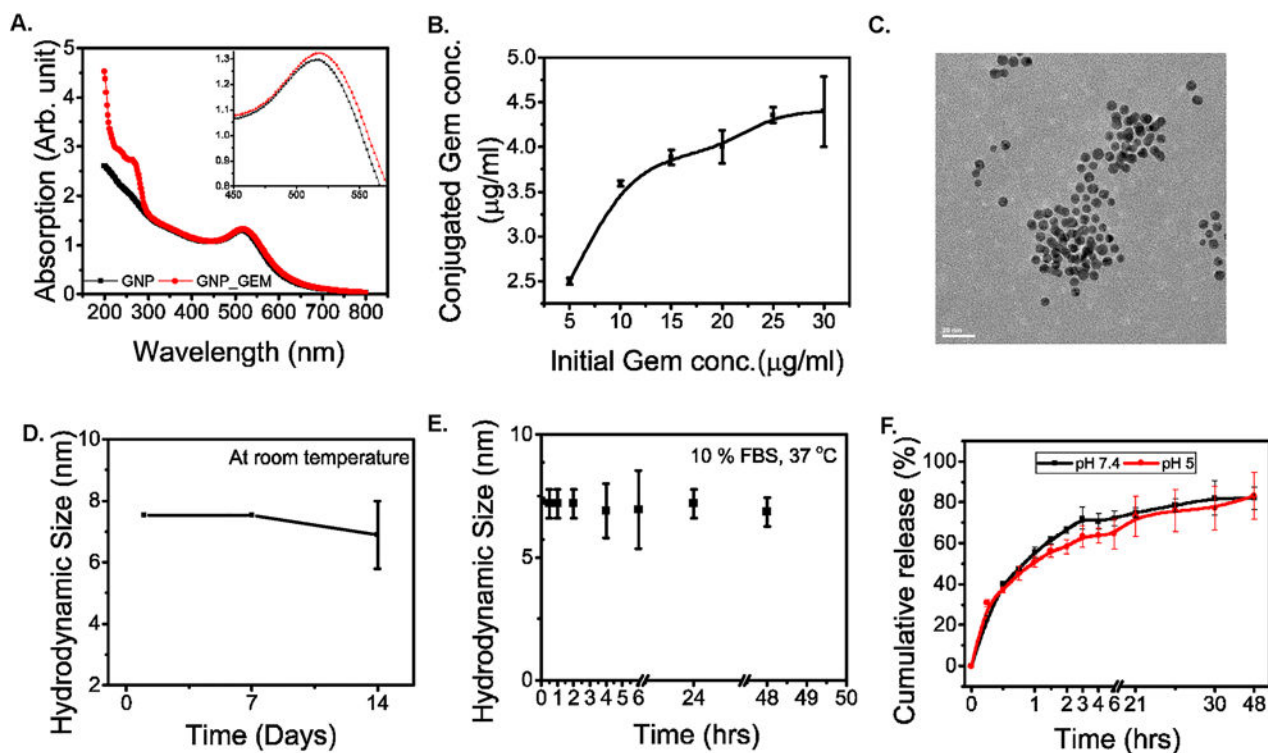 A.
5
4
3
2
1
0
Absorption (Arb. unit)
200 300 400 500 600 700 800
Wavelength (nm)
GNP GNP_GEM
1.3
1.2
1.1
1.0
0.9
0.8
450 500 550
B.
5.0
4.5
4.0
3.5
3.0
2.5
Conjugated Gem conc.
(μg/ml)
5 10 15 20 25 30
Initial Gem conc.(μg/ml)
C.
20 nm
D.
10
8
6
4
2
Hydrodynamic Size (nm)
At room temperature
0 7 14
Time (Days)
E.
10
5
0
Hydrodynamic Size (nm)
10 % FBS, 37 °C
0 1 2 3 4 5 6 24 48 50
Time (hrs)
F.
100
80
60
40
20
0
Cumulative release (%)
pH 7.4 pH 5
0 1 2 3 4 6 21 30 48
Time (hrs)